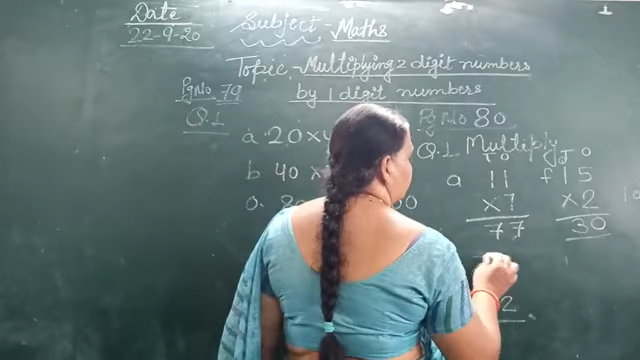 Date
22-9-20
Subject - Maths
Topic - Multiplying 2 digit numbers
by 1 digit numbers
Pg No. 79
Q.1
a. 20 x
b 40 x
Pg No 80
Q.1 Multiply
T O
a 11
x 7
77
T O
f. 15
x 2
30
2